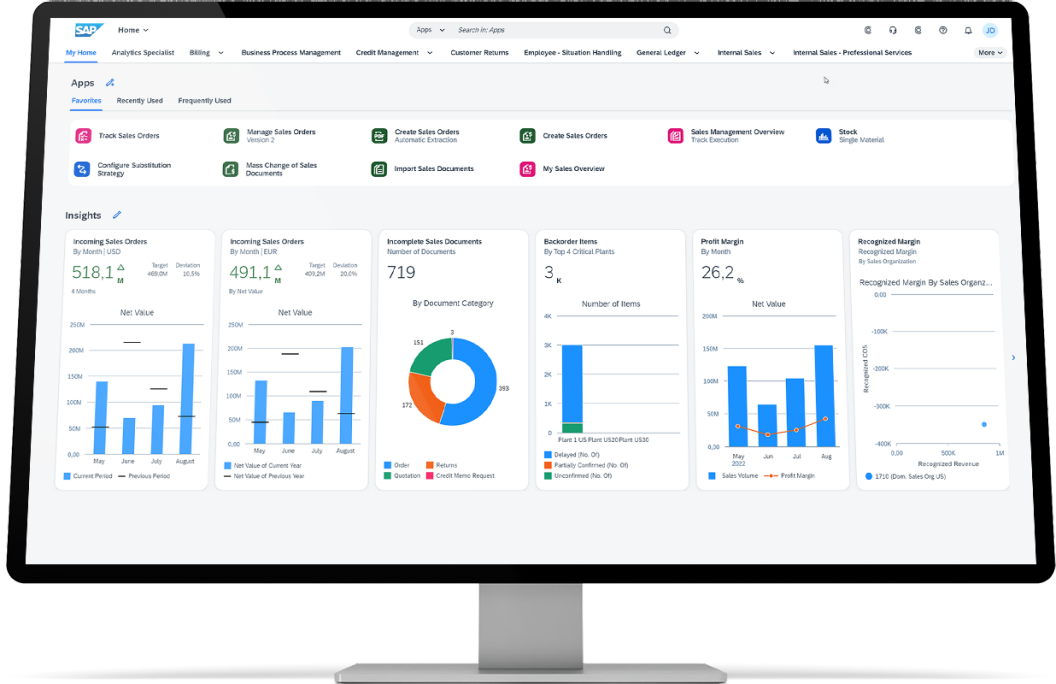 SAP Home
Apps Search in: Apps
JD
My Home Analytics Specialist Billing Business Process Management Credit Management Customer Returns Employee - Situation Handling General Ledger Internal Sales Internal Sales - Professional Services More
Apps
Favorites Recently Used Frequently Used
Track Sales Orders
Manage Sales Orders
Version 2
Create Sales Orders
Automatic Extraction
Create Sales Orders
Sales Management Overview
Track Execution
Stock
Single Material
Configure Substitution
Strategy
Mass Change of Sales
Documents
Import Sales Documents
My Sales Overview
Insights
Incoming Sales Orders
By Month | USD
518,1 M
Target
469.0M
Deviation
10,5%
4 Months
Net Value
250M
200M
150M
100M
50M
0,00
May June July August
Current Period Previous Period
Incoming Sales Orders
By Month | EUR
491,1 M
Target
409,2M
Deviation
20,0%
By Net Value
Net Value
250M
200M
150M
100M
50M
0,00
May June July August
Net Value of Current Year
Net Value of Previous Year
Incomplete Sales Documents
Number of Documents
719
By Document Category
3
151
393
172
Order Returns
Quotation Credit Memo Request
Backorder Items
By Top 4 Critical Plants
3 K
Number of Items
4K
3K
2K
1K
0
Plant 1 US Plant US20 Plant US30
Delayed (No. Of)
Partially Confirmed (No. Of)
Unconfirmed (No. Of)
Profit Margin
By Month
26,2 %
Net Value
200M
150M
100M
50M
0,00
May Jun Jul Aug
2022
Sales Volume Profit Margin
Recognized Margin
Recognized Margin
By Sales Organization
Recognized Margin By Sales Organz...
0,00
-100K
-200K
-300K
-400K
Recognized COS
0,00 500K 1M
Recognized Revenue
1710 (Dom. Sales Org US)